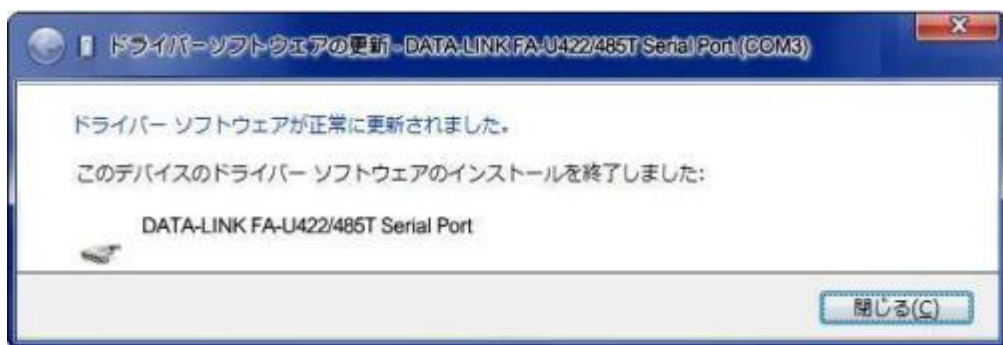 ドライバーソフトウェアの更新-DATA-LINK FA-U422/485T Serial Port (COM3)
ドライバー ソフトウェアが正常に更新されました。
このデバイスのドライバー ソフトウェアのインストールを終了しました:
DATA-LINK FA-U422/485T Serial Port
閉じる(C)